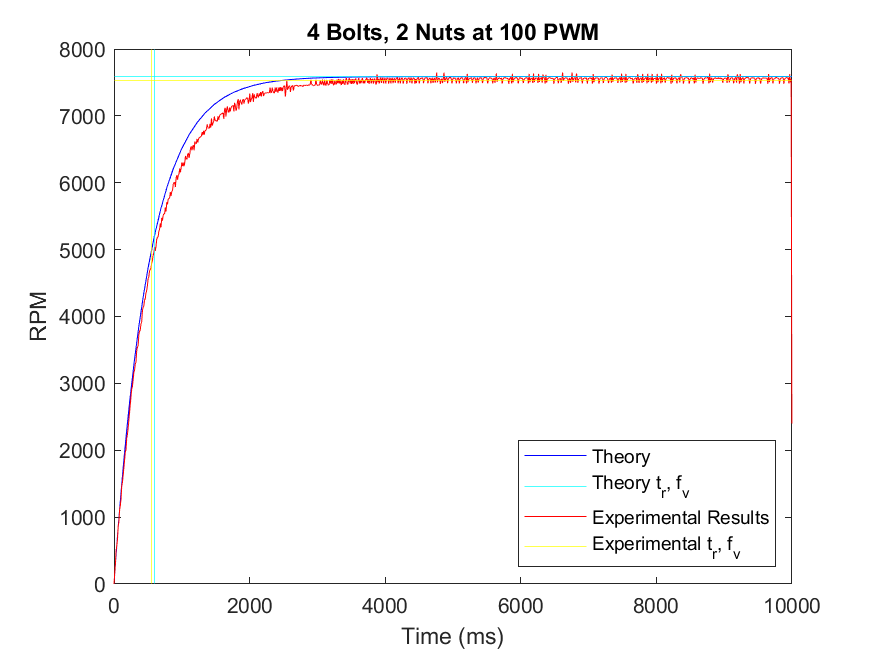 4 Bolts, 2 Nuts at 100 PWM
8000
7000
6000
5000
4000
3000
2000
1000
0
RPM
Theory
Theory t_r, f_v
Experimental Results
Experimental t_r, f_v
0 2000 4000 6000 8000 10000
Time (ms)